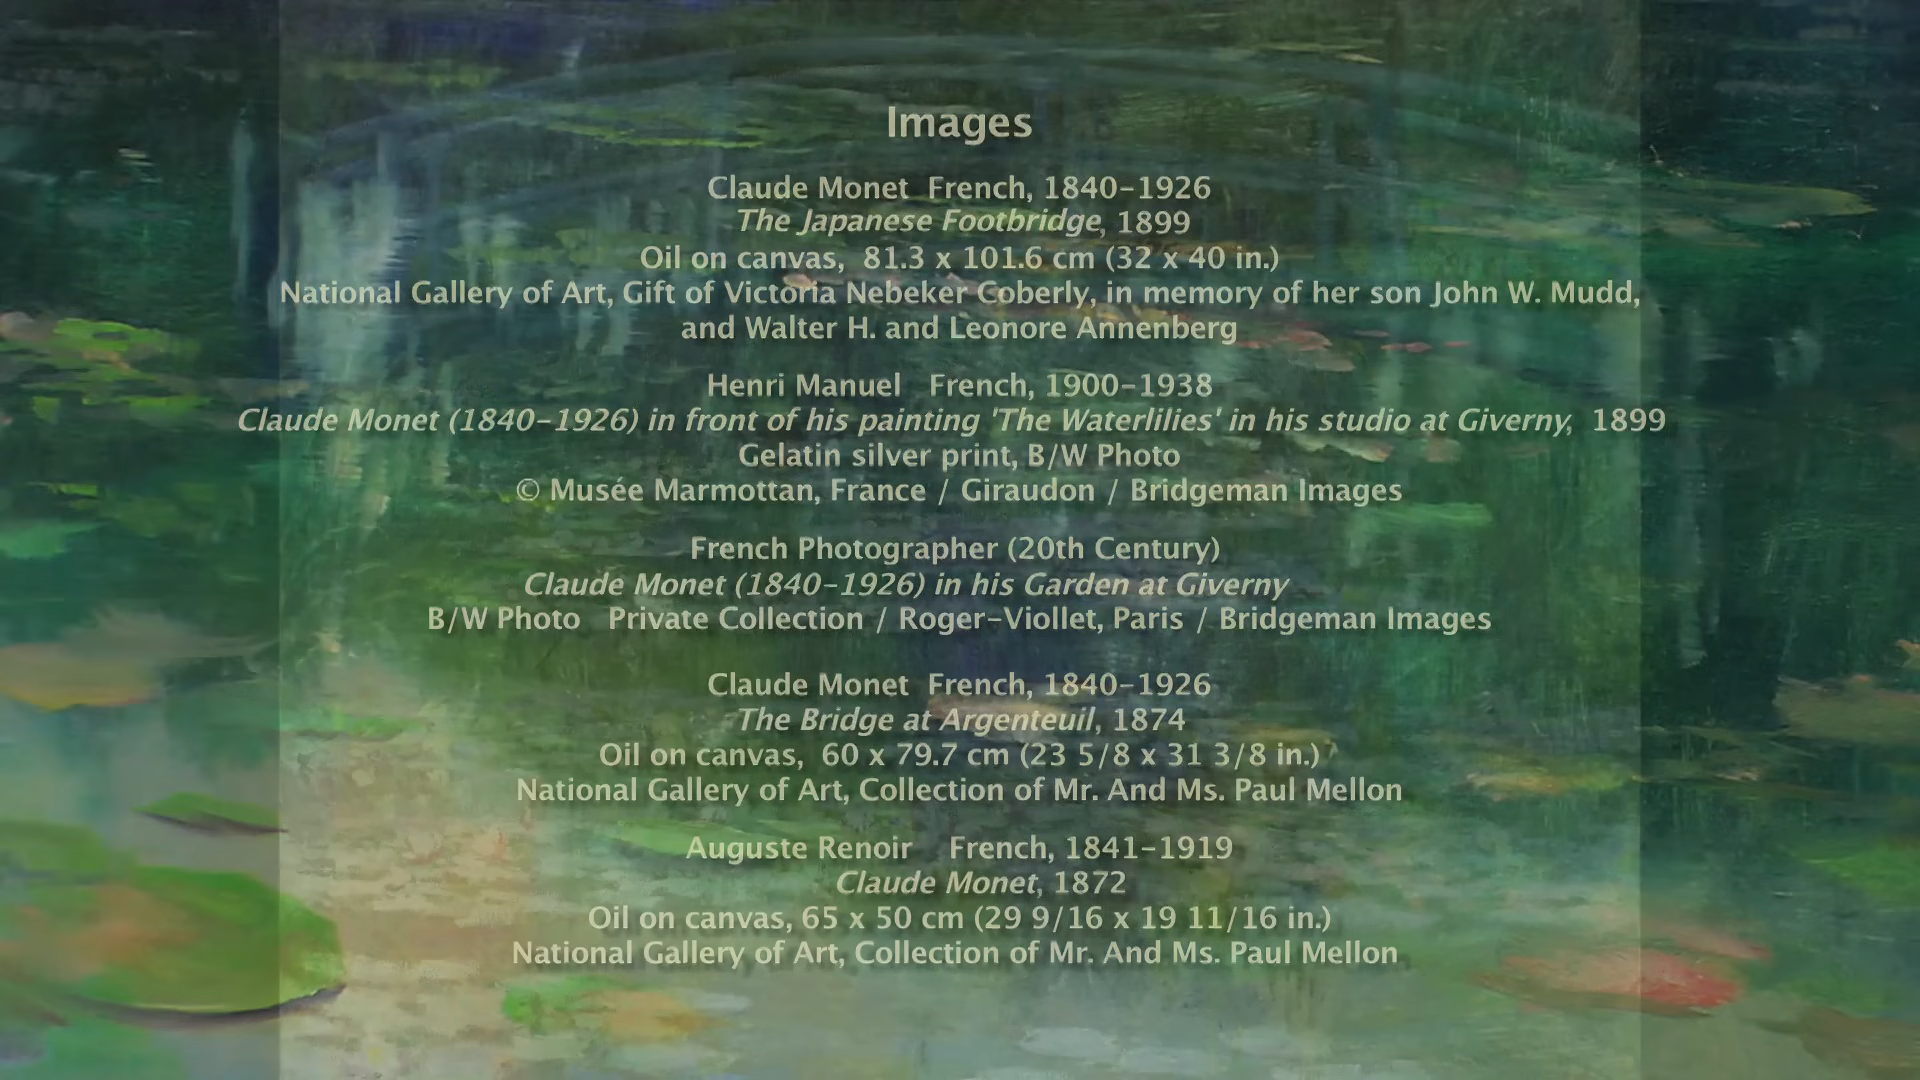 Images
Claude Monet French, 1840-1926
The Japanese Footbridge, 1899
Oil on canvas, 81.3 x 101.6 cm (32 x 40 in.)
National Gallery of Art, Gift of Victoria Nebeker Coberly, in memory of her son John W. Mudd,
and Walter H. and Leonore Annenberg
Henri Manuel French, 1900-1938
Claude Monet (1840-1926) in front of his painting 'The Waterlilies' in his studio at Giverny, 1899
Gelatin silver print, B/W Photo
© Musée Marmottan, France / Giraudon / Bridgeman Images
French Photographer (20th Century)
Claude Monet (1840-1926) in his Garden at Giverny
B/W Photo Private Collection / Roger-Viollet, Paris / Bridgeman Images
Claude Monet French, 1840-1926
The Bridge at Argenteuil, 1874
Oil on canvas, 60 x 79.7 cm (23 5/8 x 31 3/8 in.)
National Gallery of Art, Collection of Mr. And Ms. Paul Mellon
Auguste Renoir French, 1841-1919
Claude Monet, 1872
Oil on canvas, 65 x 50 cm (29 9/16 x 19 11/16 in.)
National Gallery of Art, Collection of Mr. And Ms. Paul Mellon